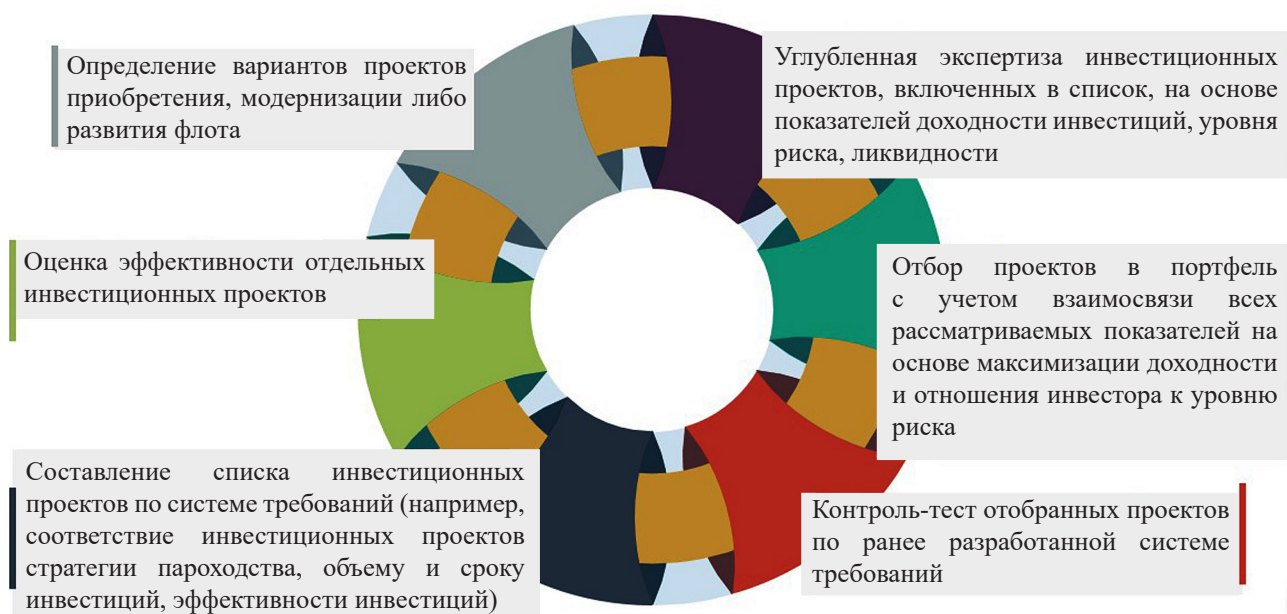 Определение вариантов проектов
приобретения, модернизации либо
развития флота
Оценка эффективности отдельных
инвестиционных проектов
Составление списка инвестиционных
проектов по системе требований (например,
соответствие инвестиционных проектов
стратегии пароходства, объему и сроку
инвестиций, эффективности инвестиций)
Углубленная экспертиза инвестиционных
проектов, включенных в список, на основе
показателей доходности инвестиций, уровня
риска, ликвидности
Отбор проектов в портфель
с учетом взаимосвязи всех
рассматриваемых показателей на
основе максимизации доходности
и отношения инвестора к уровню
риска
Контроль-тест отобранных проектов
по ранее разработанной системе
требований